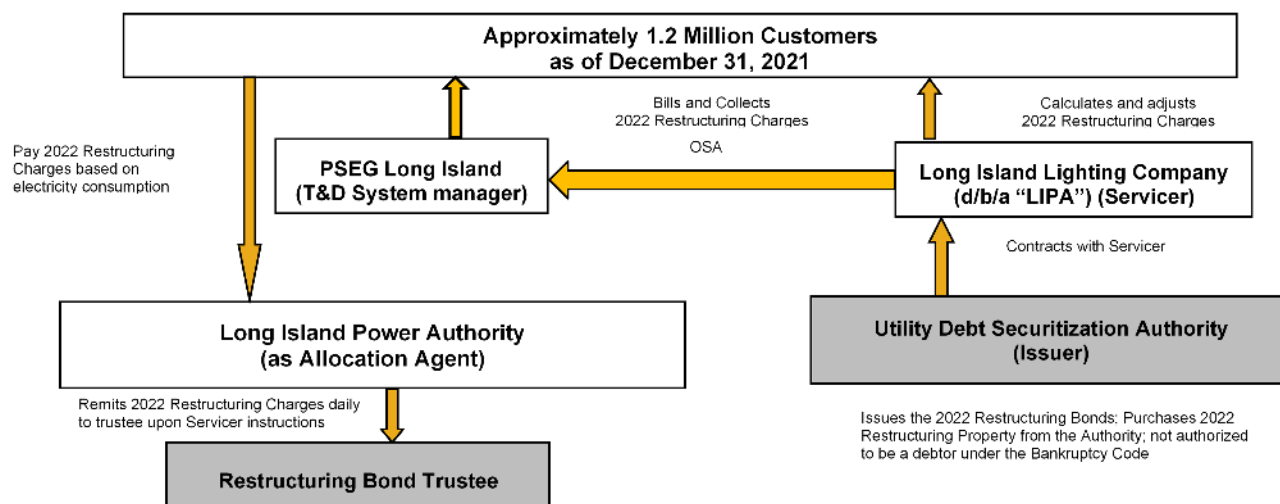 Approximately 1.2 Million Customers
as of December 31, 2021
Bills and Collects
2022 Restructuring Charges
OSA
Calculates and adjusts
2022 Restructuring Charges
Pay 2022 Restructuring
Charges based on
electricity consumption
PSEG Long Island
(T&D System manager)
Long Island Lighting Company
(d/b/a “LIPA”) (Servicer)
Contracts with Servicer
Long Island Power Authority
(as Allocation Agent)
Utility Debt Securitization Authority
(Issuer)
Remits 2022 Restructuring Charges daily
to trustee upon Servicer instructions
Issues the 2022 Restructuring Bonds; Purchases 2022
Restructuring Property from the Authority; not authorized
to be a debtor under the Bankruptcy Code
Restructuring Bond Trustee